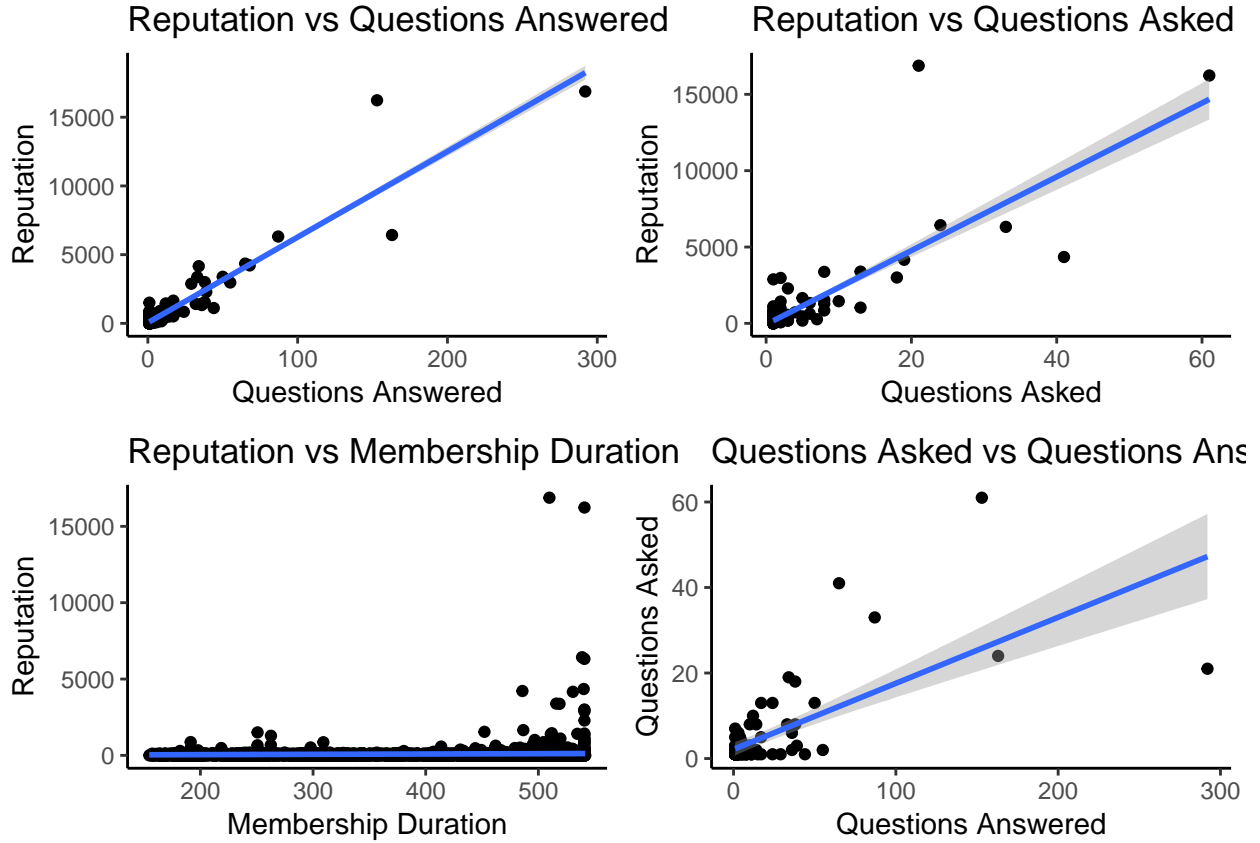 Reputation vs Questions Answered
Reputation
15000
10000
5000
0
0 100 200 300
Questions Answered
Reputation vs Questions Asked
Reputation
15000
10000
5000
0
0 20 40 60
Questions Asked
Reputation vs Membership Duration
Reputation
15000
10000
5000
0
200 300 400 500
Membership Duration
Questions Asked vs Questions Ans
Questions Asked
60
40
20
0
0 100 200 300
Questions Answered